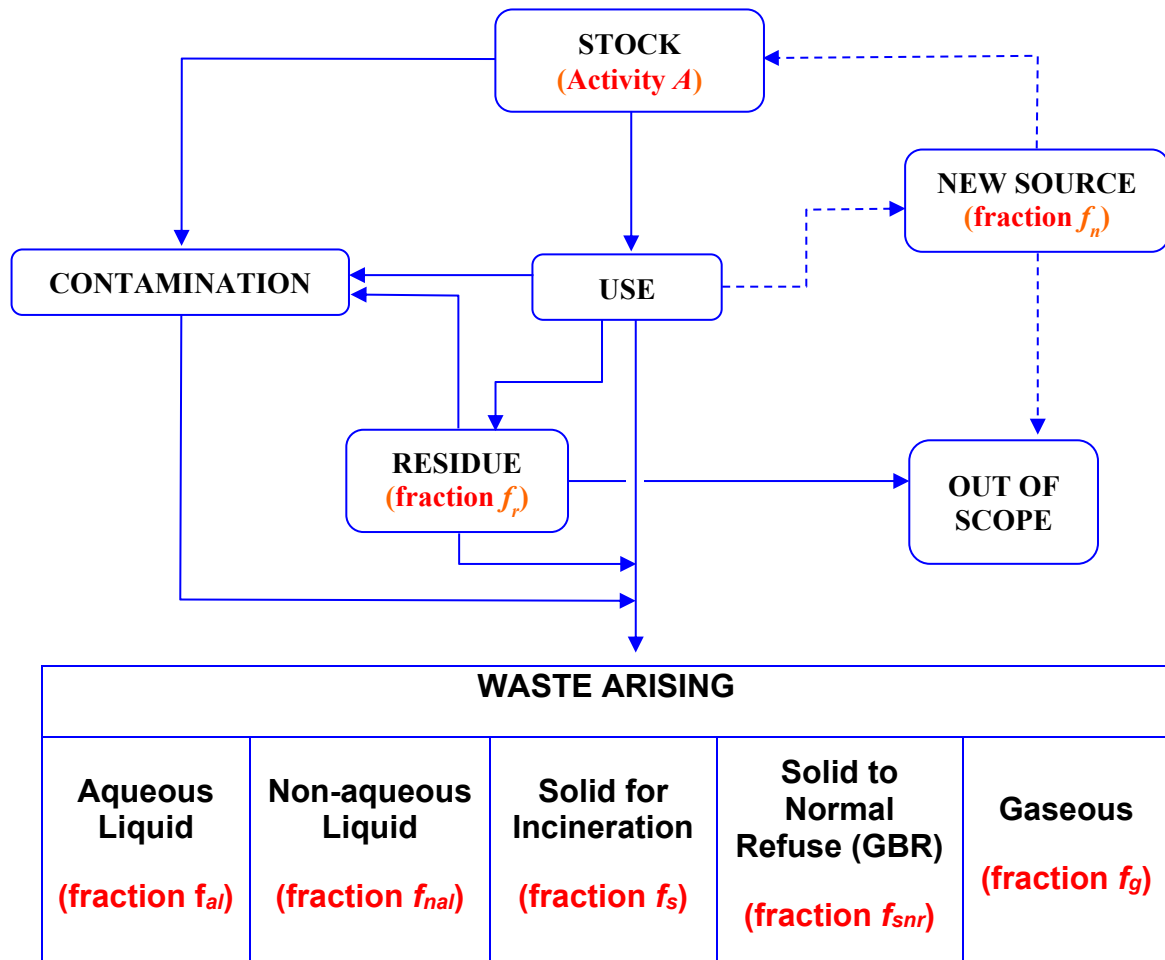 STOCK
(Activity A)
NEW SOURCE
(fraction fn)
CONTAMINATION
USE
RESIDUE
(fraction fr)
OUT OF
SCOPE
WASTE ARISING
Aqueous
Liquid
(fraction fal)
Non-aqueous
Liquid
(fraction fnal)
Solid for
Incineration
(fraction fs)
Solid to
Normal
Refuse (GBR)
(fraction fsnr)
Gaseous
(fraction fg)